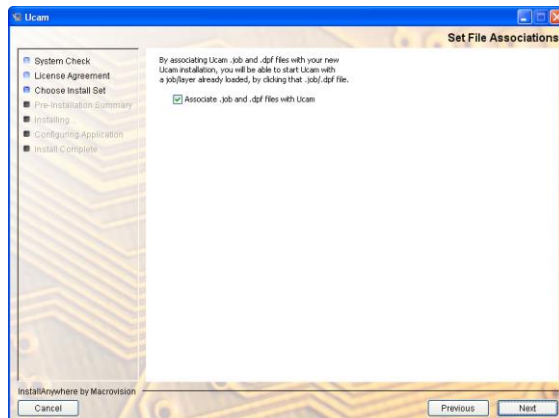 Ucam
Set File Associations
System Check
License Agreement
Choose Install Set
Pre-Installation Summary
Installing...
Configuring Application
Install Complete
By associating Ucam .job and .dpf files with your new
Ucam installation, you will be able to start Ucam with
a job/layer already loaded, by clicking that .job/.dpf file.
Associate .job and .dpf files with Ucam
InstallAnywhere by Macrovision
Cancel
Previous
Next